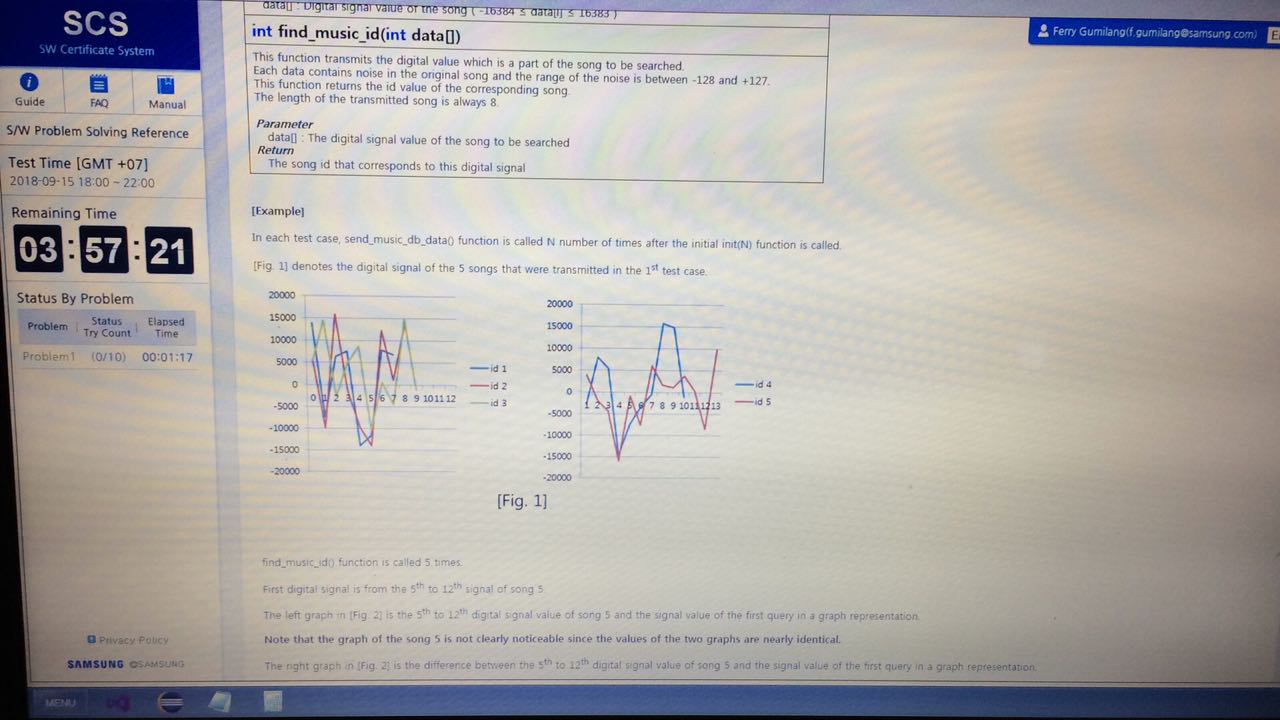 SCS
SW Certificate System
Guide
FAQ
Manual
S/W Problem Solving Reference
Test Time [GMT +07]
2018-09-15 18:00 ~ 22:00
Remaining Time
03:57:21
Status By Problem
Problem Status Try Count Elapsed Time
Problem1 (0/10) 00:01:17
Privacy Policy
SAMSUNG @SAMSUNG
MENU
Ferry Gumilang(f.gumilang@samsung.com)
data[] : Digital signal value of the song ( -16384 ≤ data[i] ≤ 16383 )
int find_music_id(int data[])
This function transmits the digital value which is a part of the song to be searched.
Each data contains noise in the original song and the range of the noise is between -128 and +127.
This function returns the id value of the corresponding song.
The length of the transmitted song is always 8.
Parameter
data[] : The digital signal value of the song to be searched
Return
The song id that corresponds to this digital signal
[Example]
In each test case, send_music_db_data() function is called N number of times after the initial init(N) function is called.
[Fig. 1] denotes the digital signal of the 5 songs that were transmitted in the 1st test case.
20000
15000
10000
5000
0
-5000
-10000
-15000
-20000
0 1 2 3 4 5 6 7 8 9 10 11 12
id 1
id 2
id 3
20000
15000
10000
5000
0
-5000
-10000
-15000
-20000
1 2 3 4 5 6 7 8 9 10 11 12 13
id 4
id 5
[Fig. 1]
find_music_id() function is called 5 times.
First digital signal is from the 5th to 12th signal of song 5
The left graph in [Fig. 2] is the 5th to 12th digital signal value of song 5 and the signal value of the first query in a graph representation.
Note that the graph of the song 5 is not clearly noticeable since the values of the two graphs are nearly identical.
The right graph in [Fig. 2] is the difference between the 5th to 12th digital signal value of song 5 and the signal value of the first query in a graph representation.